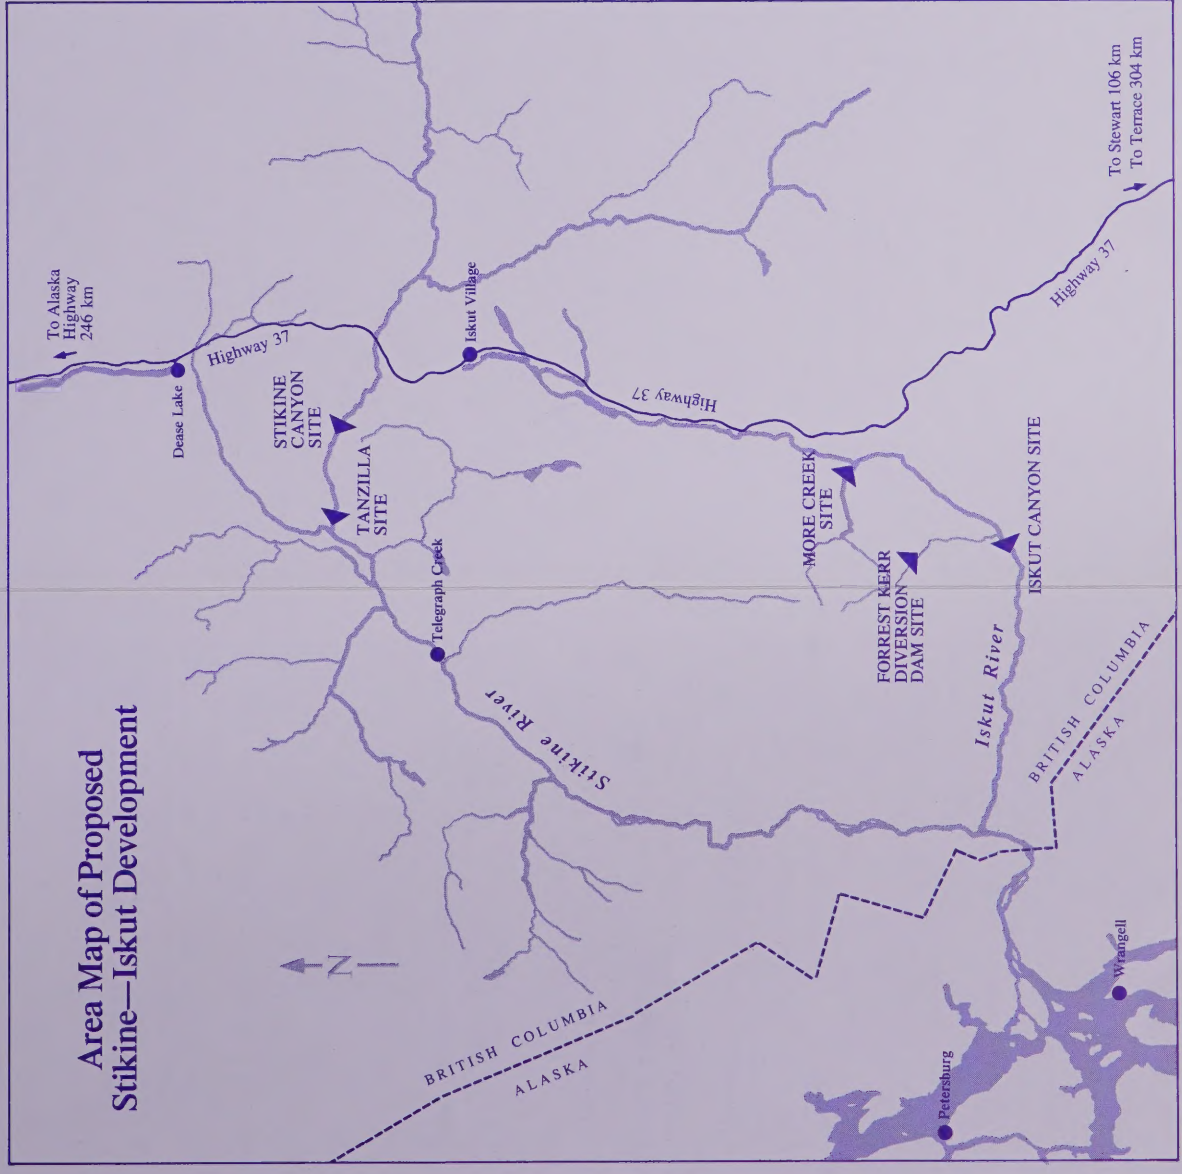 Area Map of Proposed
Stikine—Iskut Development
N
To Alaska
Highway
246 km
Dease Lake
Highway 37
STIKINE
CANYON
SITE
TANZILLA
SITE
Telegraph Creek
Iskut Village
Highway 37
Stikine River
MORE CREEK
SITE
FORREST KERR
DIVERSION
DAM SITE
ISKUT CANYON SITE
Iskut River
Highway 37
To Stewart 106 km
To Terrace 304 km
BRITISH COLUMBIA
ALASKA
BRITISH COLUMBIA
ALASKA
Petersburg
Wrangell